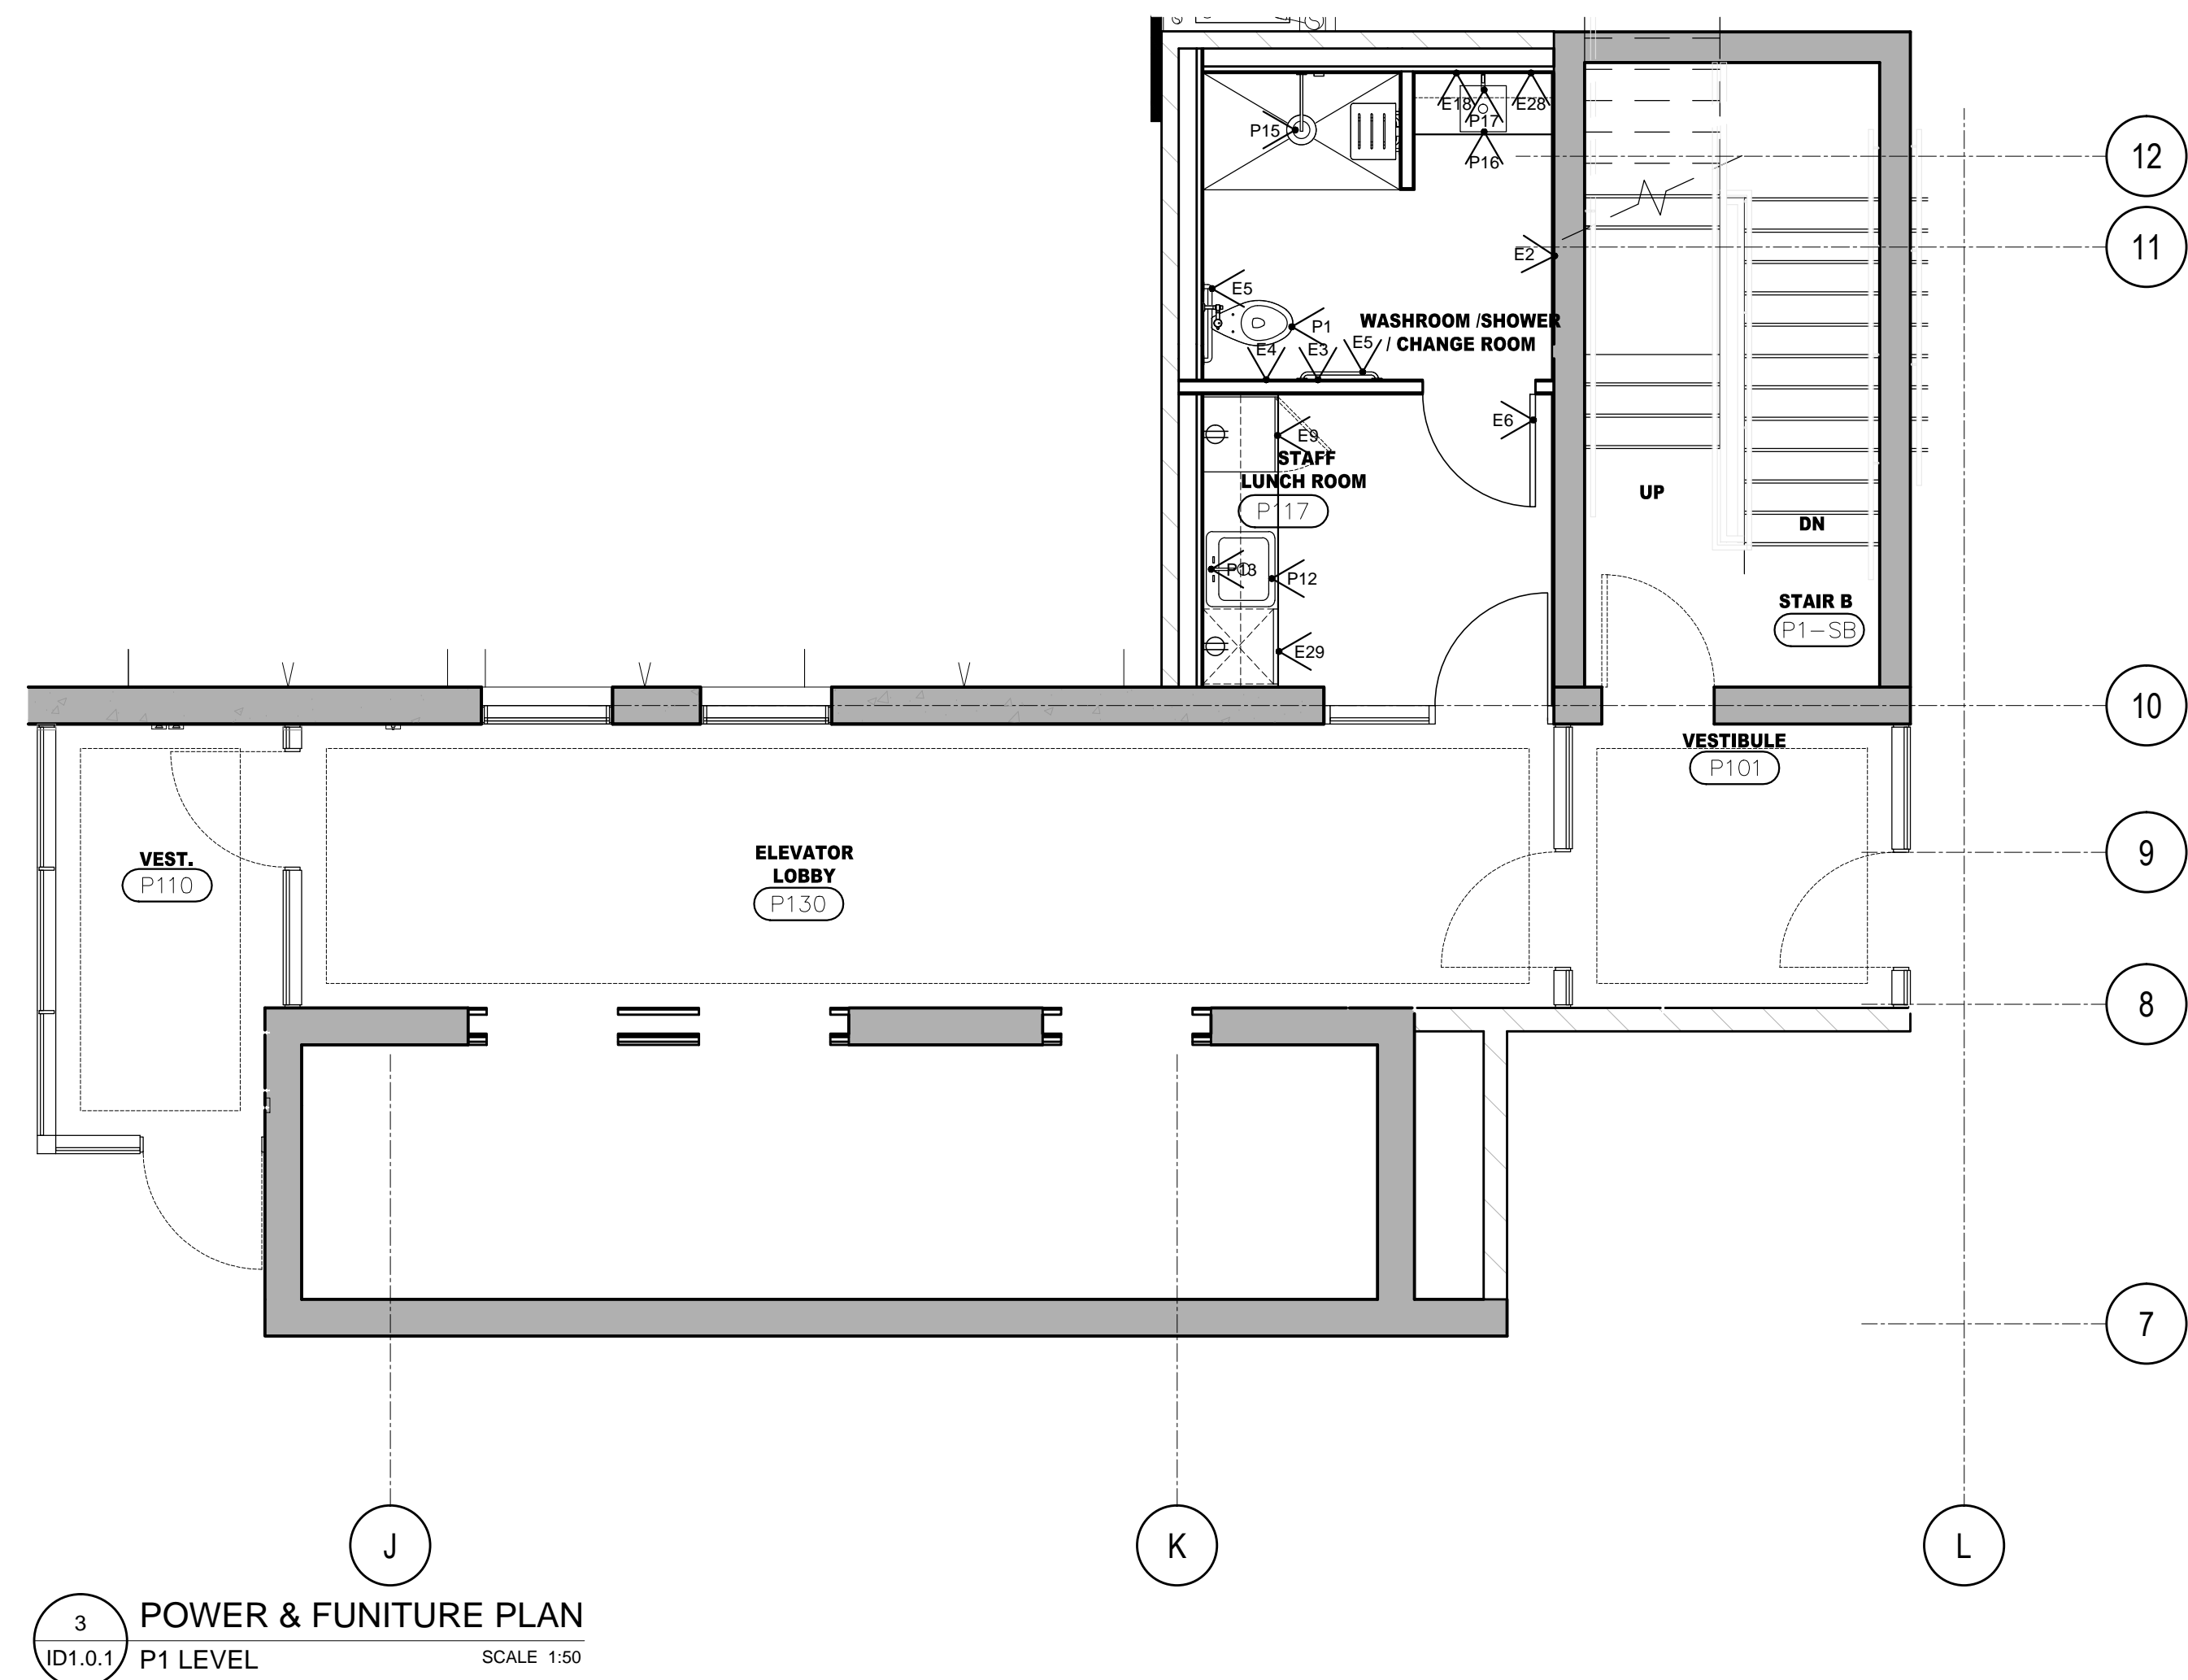 E18
E28
P17
P15
P16
12
E2
11
E5
P1
WASHROOM /SHOWER
/ CHANGE ROOM
E4
E3
E5
E6
E9
STAFF
LUNCH ROOM
P117
UP
DN
P13
P12
STAIR B
P1-SB
E29
10
VESTIBULE
P101
VEST.
P110
ELEVATOR
LOBBY
P130
9
8
7
J
K
L
3
ID1.0.1
POWER & FUNITURE PLAN
P1 LEVEL
SCALE 1:50